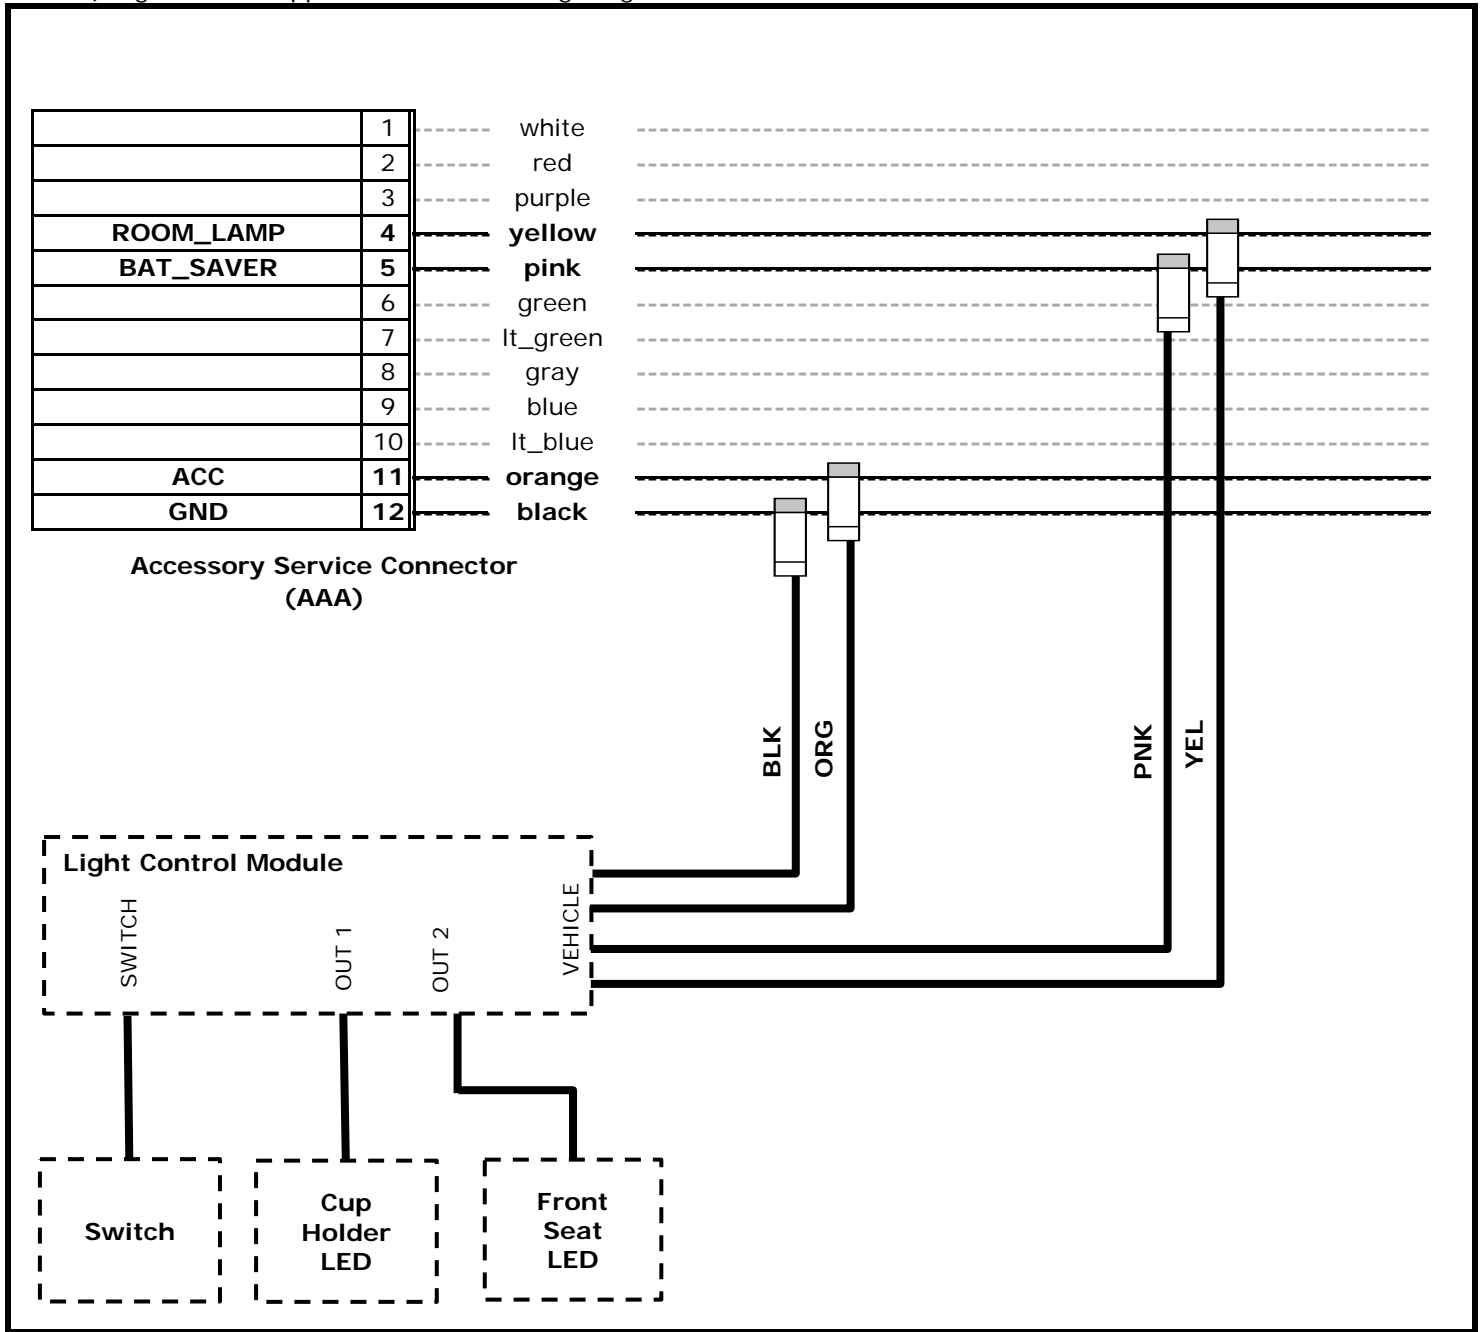 1 white
2 red
3 purple
ROOM_LAMP 4 yellow
BAT_SAVER 5 pink
6 green
7 lt_green
8 gray
9 blue
10 lt_blue
ACC 11 orange
GND 12 black
Accessory Service Connector
(AAA)
BLK
ORG
PNK
YEL
Light Control Module
SWITCH
OUT 1
OUT 2
VEHICLE
Switch
Cup
Holder
LED
Front
Seat
LED